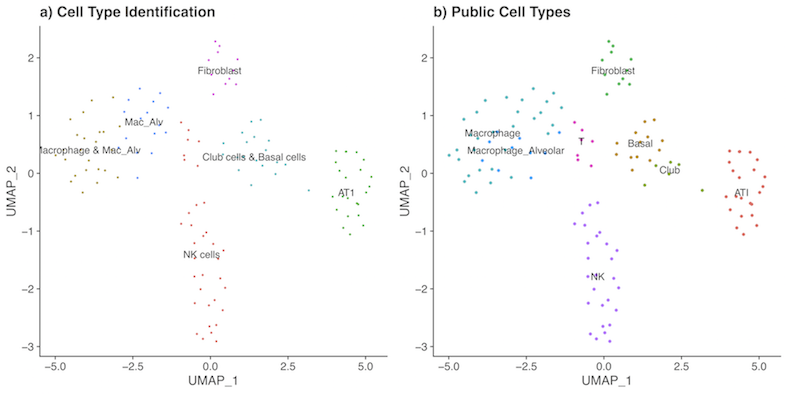 a) Cell Type Identification
b) Public Cell Types
Fibroblast
Mac_Alv
Macrophage & Mac_Alv
Club cells & Basal cells
AT1
NK cells
UMAP_2
2
1
0
−1
−2
−3
−5.0
−2.5
0.0
2.5
5.0
UMAP_1
Fibroblast
Macrophage
Macrophage_Alveolar
T
Basal
Club
ATI
NK
UMAP_2
2
1
0
−1
−2
−3
−5.0
−2.5
0.0
2.5
5.0
UMAP_1